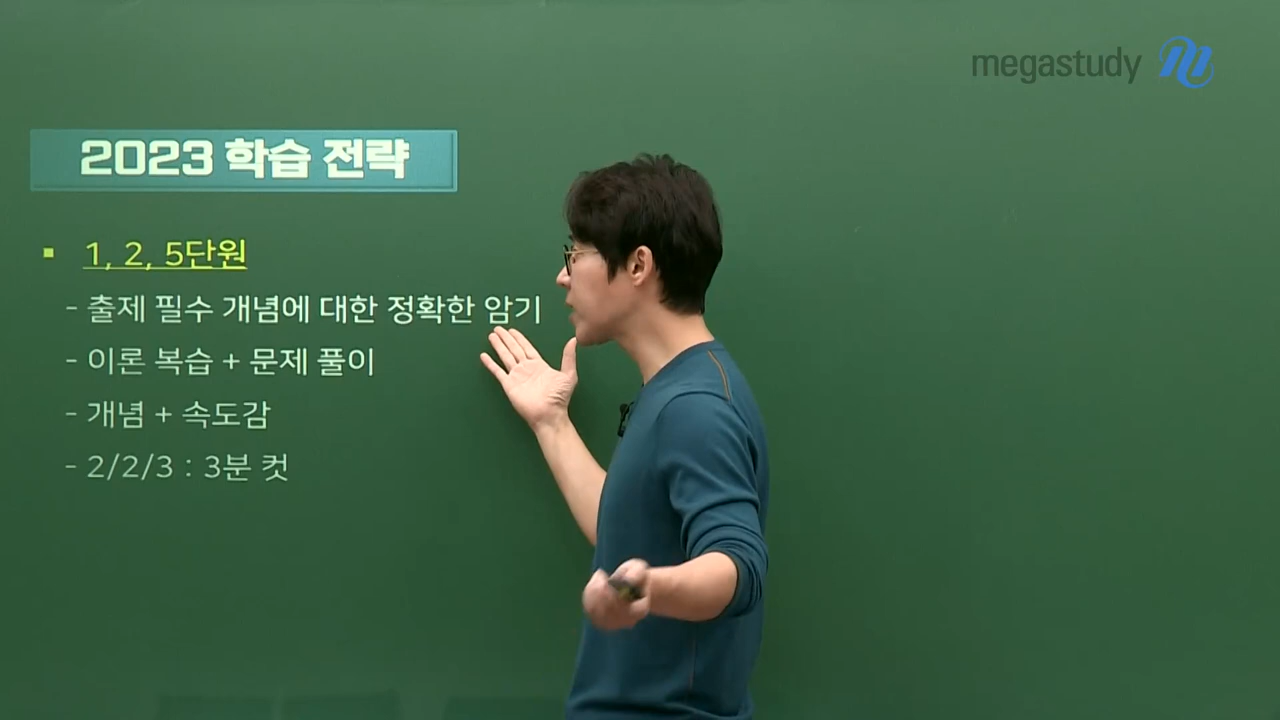 megastudy
2023 학습 전략
▪ 1, 2, 5단원
- 출제 필수 개념에 대한 정확한 암기
- 이론 복습 + 문제 풀이
- 개념 + 속도감
- 2/2/3 : 3분 컷